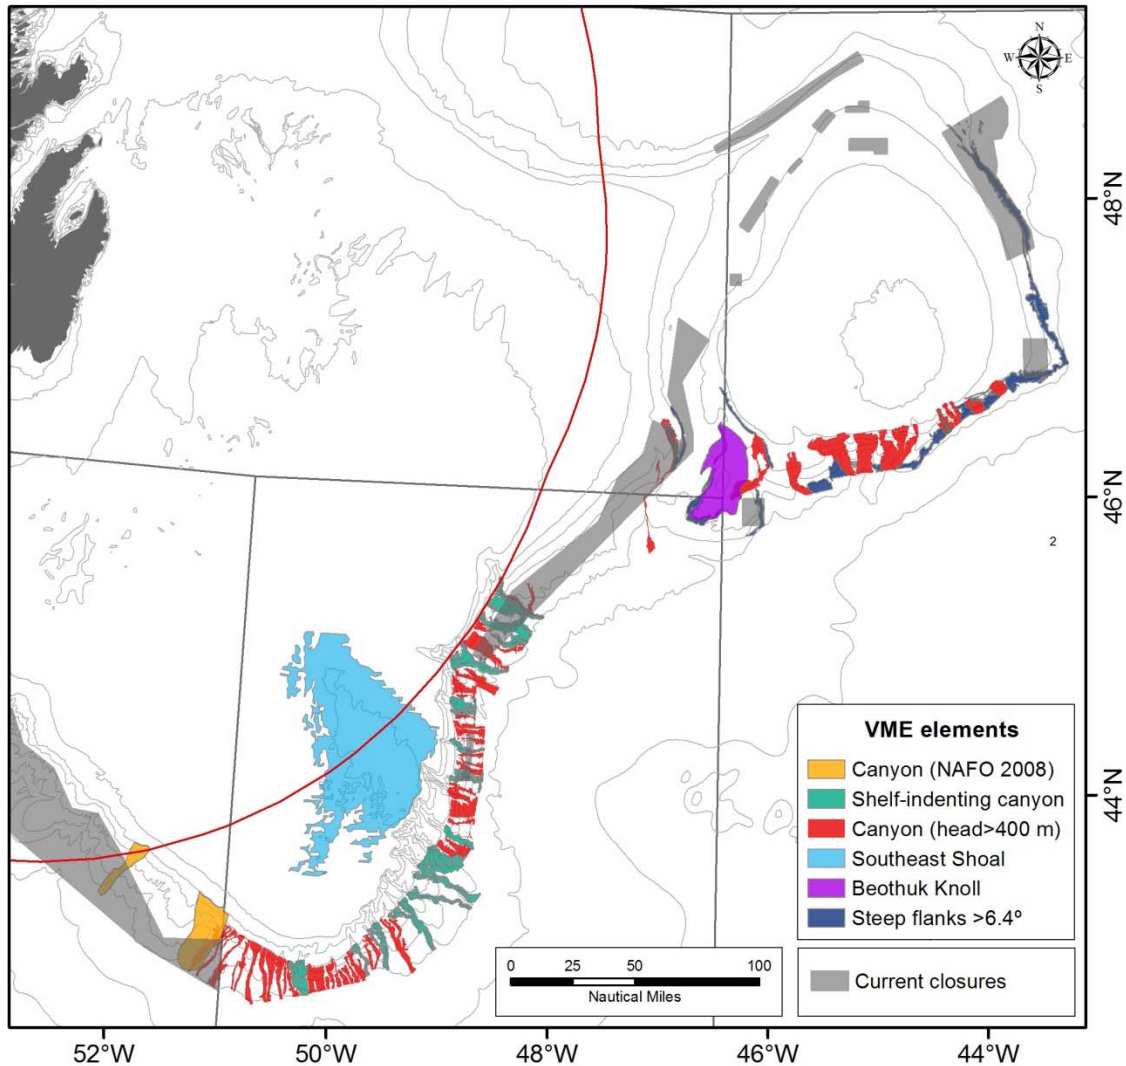 N
W E
S
48°N
46°N
2
44°N
VME elements
Canyon (NAFO 2008)
Shelf-indenting canyon
Canyon (head>400 m)
Southeast Shoal
Beothuk Knoll
Steep flanks >6.4º
Current closures
0 25 50 100
Nautical Miles
52°W 50°W 48°W 46°W 44°W